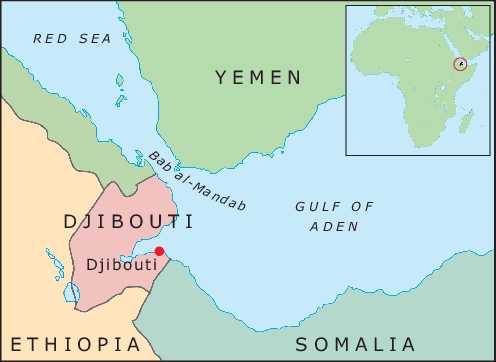 RED SEA
YEMEN
Bab al-Mandab
DJIBOUTI
GULF OF
ADEN
Djibouti
ETHIOPIA
SOMALIA